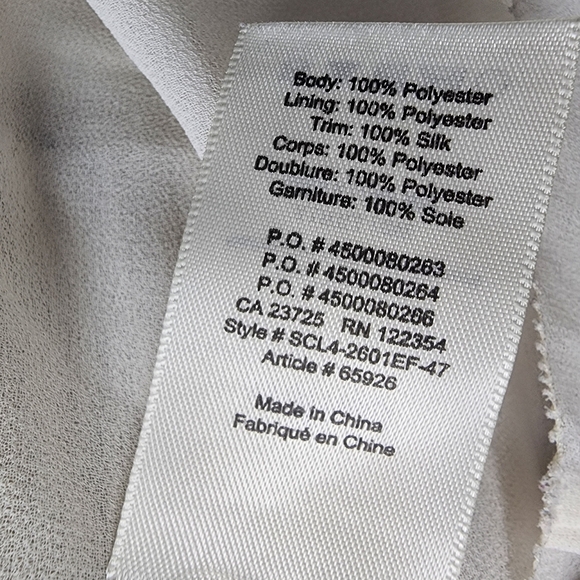 Body: 100% Polyester
Lining: 100% Polyester
Trim: 100% Silk
Corps: 100% Polyester
Doublure: 100% Polyester
Garniture: 100% Soie
P.O. # 4500080263
P.O. # 4500080264
P.O. # 4500080266
CA 23725 RN 122354
Style # SCL4-2601EF-47
Article # 65926
Made in China
Fabriqué en Chine